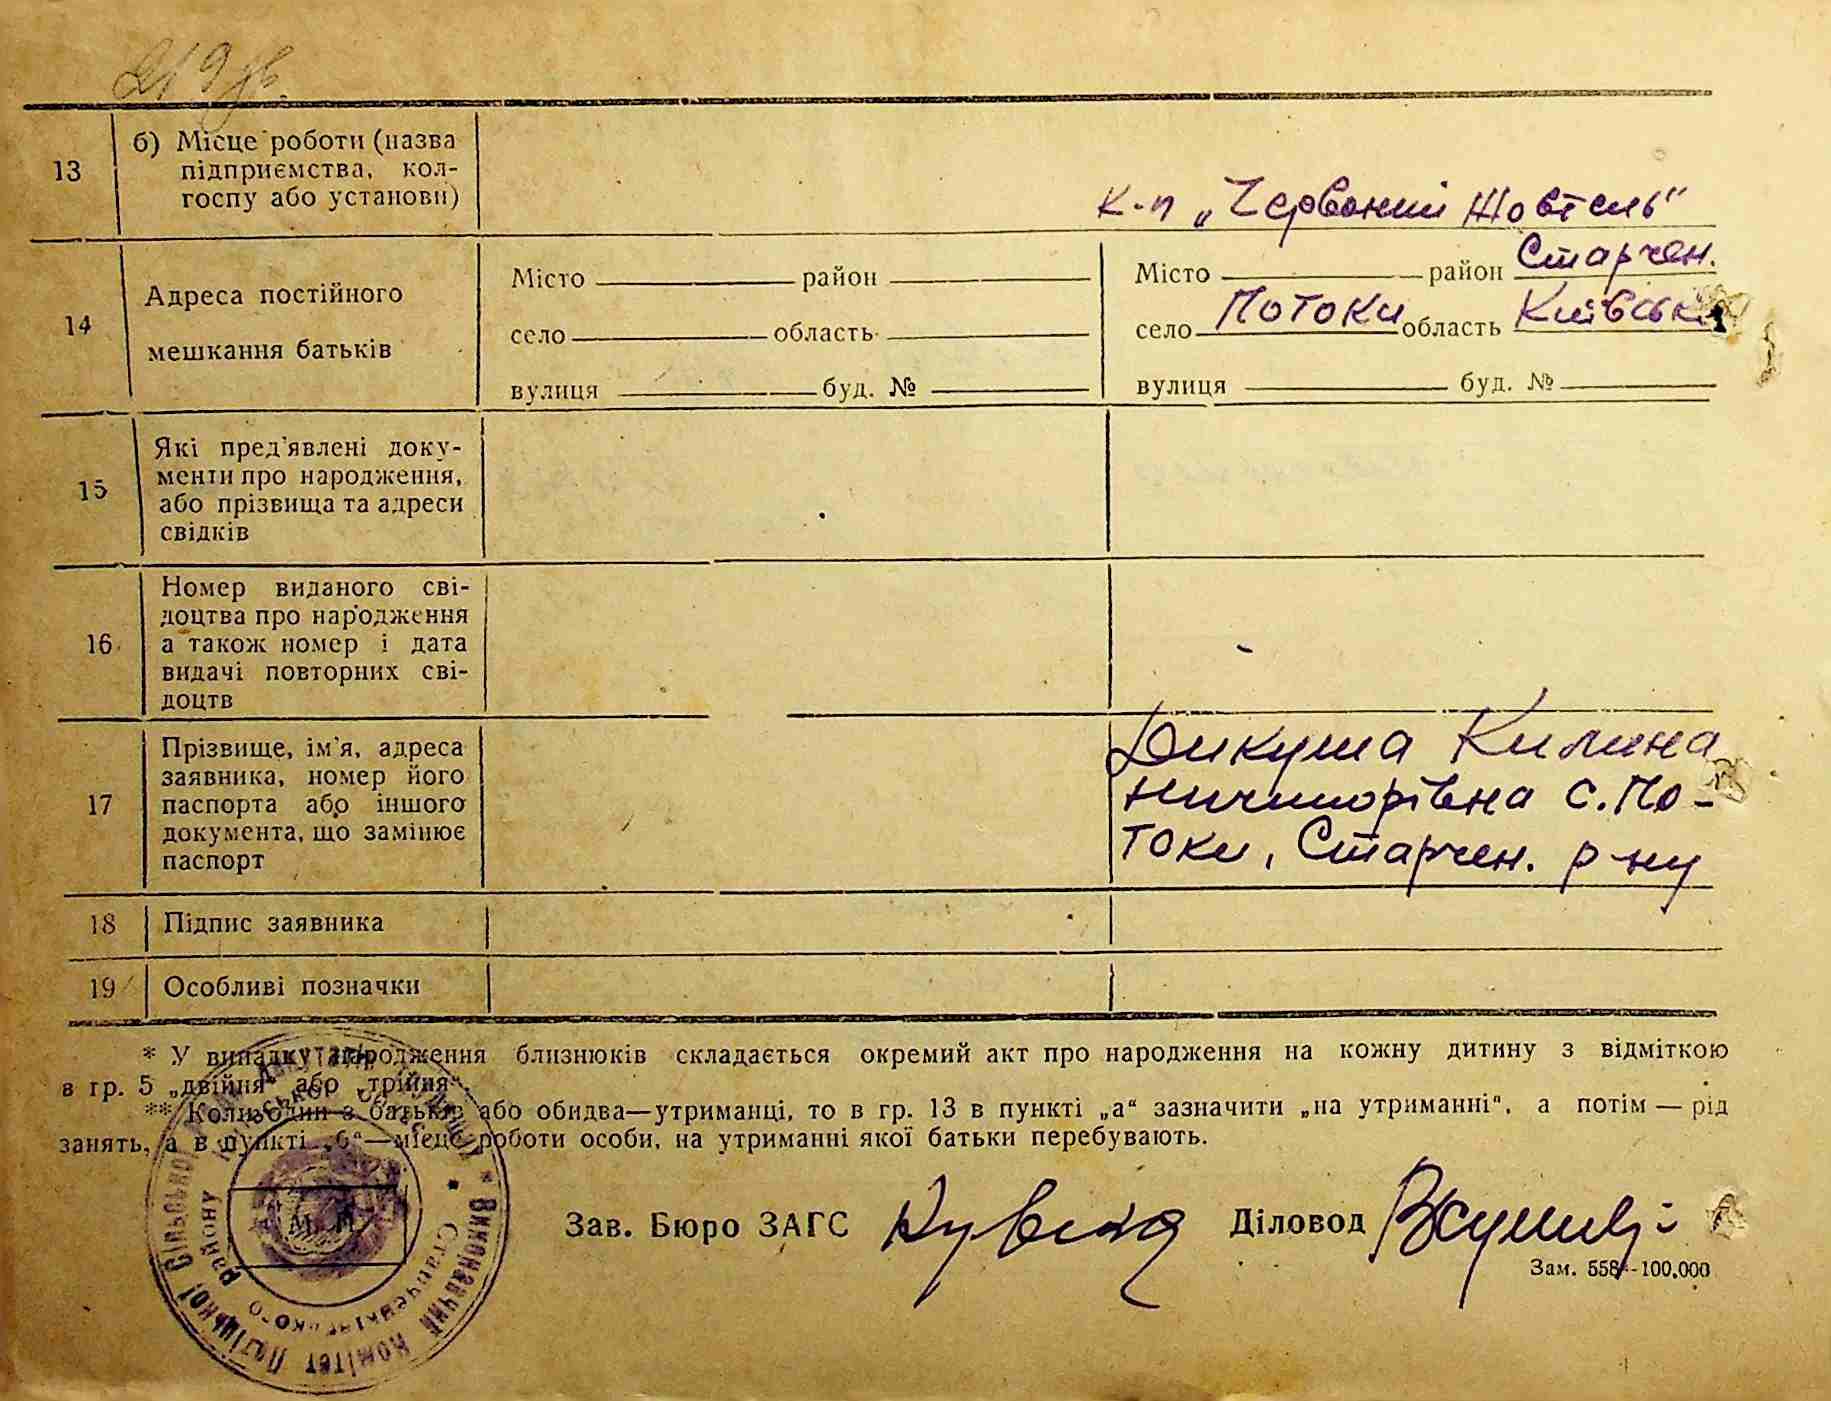 13
б) Місце роботи (назва
підприємства, кол-
госпу або установи)
к-п „Червоний Жовтень"
14
Адреса постійного
мешкання батьків
Місто район
село область
вулиця буд. №
Місто район Старчен.
село Потоки область Київська
вулиця буд. №
15
Які пред'явлені доку-
менти про народження,
або прізвища та адреси
свідків
16
Номер виданого сві-
доцтва про народження
а також номер і дата
видачі повторних сві-
доцтв
17
Прізвище, ім'я, адреса
заявника, номер його
паспорта або іншого
документа, що замінює
паспорт
Дикуша Килина
Ничипорівна с. По-
токи, Старчен. р-ну
18
Підпис заявника
19
Особливі позначки
* У випадку народження близнюків складається окремий акт про народження на кожну дитину з відміткою
в гр. 5 „двійня" або „трійня".
** Коли один з батьків або обидва—утриманці, то в гр. 13 в пункті „а" зазначити „на утриманні", а потім — рід
занять, а в пункті „б"—місце роботи особи, на утриманні якої батьки перебувають.
М. П.
Зав. Бюро ЗАГС Діловод
Зам. 558—100.000
Виконавчий Комітет
Сільської
району